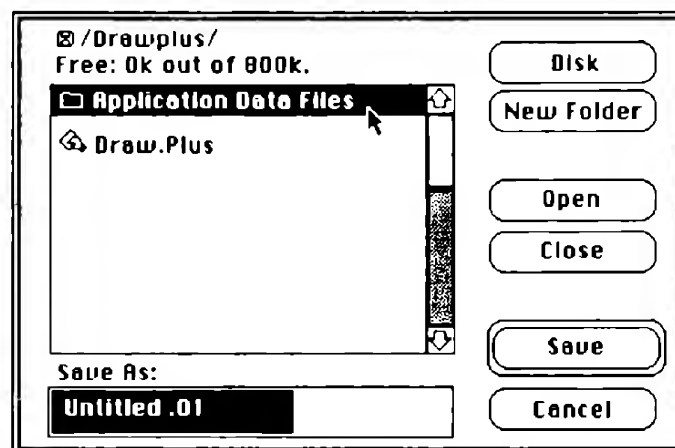 /Drawplus/
Free: 0k out of 800k.
Application Data Files
Draw.Plus
Save As:
Untitled .01
Disk
New Folder
Open
Close
Save
Cancel